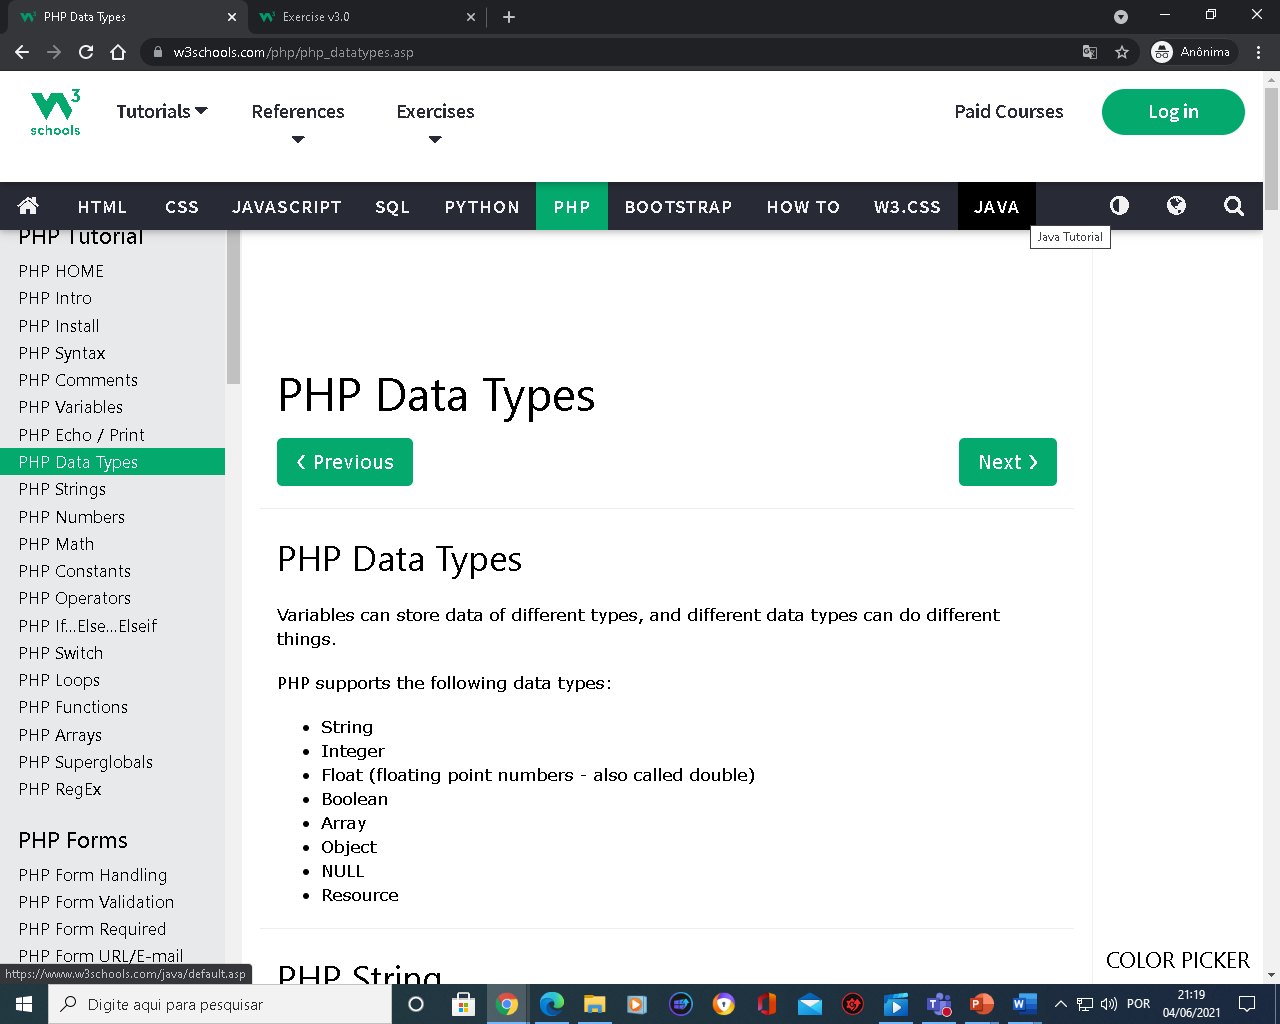 PHP Data Types
Exercise v3.0
w3schools.com/php/php_datatypes.asp
Anônima
3
schools
Tutorials
References
Exercises
Paid Courses
Log in
HTML
CSS
JAVASCRIPT
SQL
PYTHON
PHP
BOOTSTRAP
HOW TO
W3.CSS
JAVA
Java Tutorial
PHP Tutorial
PHP HOME
PHP Intro
PHP Install
PHP Syntax
PHP Comments
PHP Variables
PHP Echo / Print
PHP Data Types
PHP Strings
PHP Numbers
PHP Math
PHP Constants
PHP Operators
PHP If...Else...Elseif
PHP Switch
PHP Loops
PHP Functions
PHP Arrays
PHP Superglobals
PHP RegEx
PHP Forms
PHP Form Handling
PHP Form Validation
PHP Form Required
PHP Form URL/E-mail
PHP Data Types
❮ Previous
Next ❯
PHP Data Types
Variables can store data of different types, and different data types can do different
things.
PHP supports the following data types:
• String
• Integer
• Float (floating point numbers - also called double)
• Boolean
• Array
• Object
• NULL
• Resource
PHP String
COLOR PICKER
https://www.w3schools.com/java/default.asp
Digite aqui para pesquisar
POR
21:19
04/06/2021